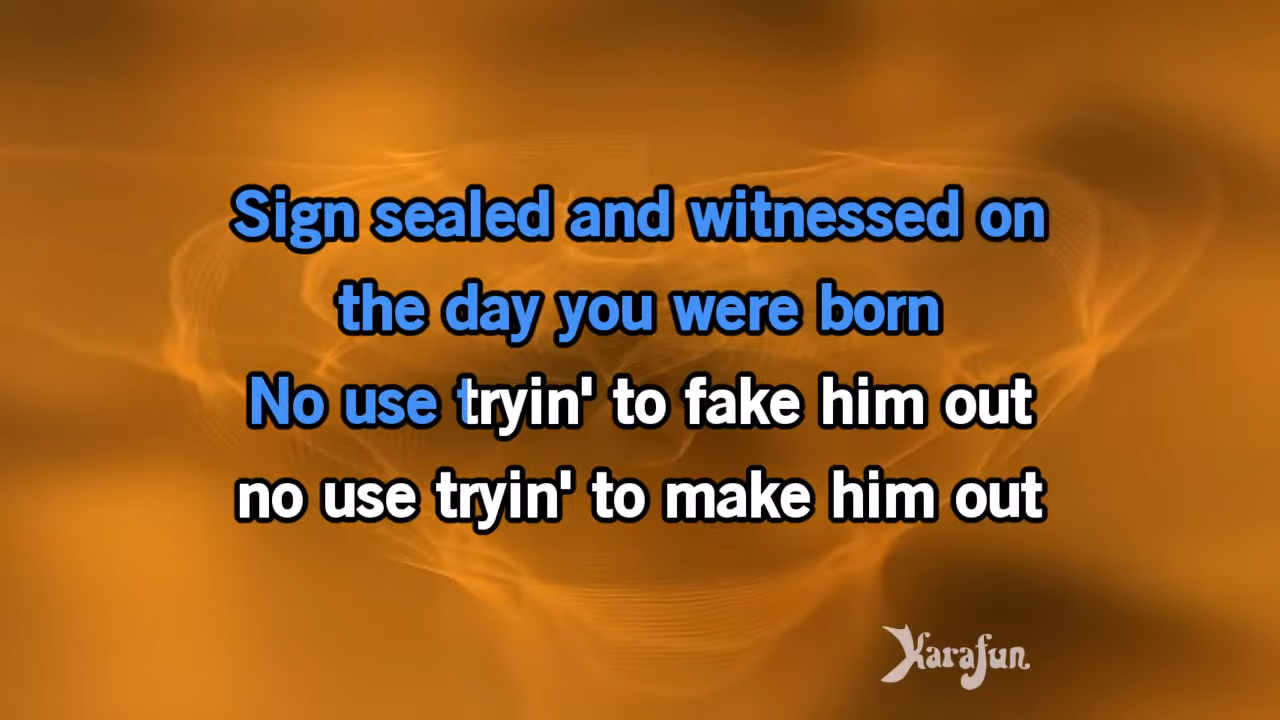 Sign sealed and witnessed on
the day you were born
No use tryin' to fake him out
no use tryin' to make him out
Karafun